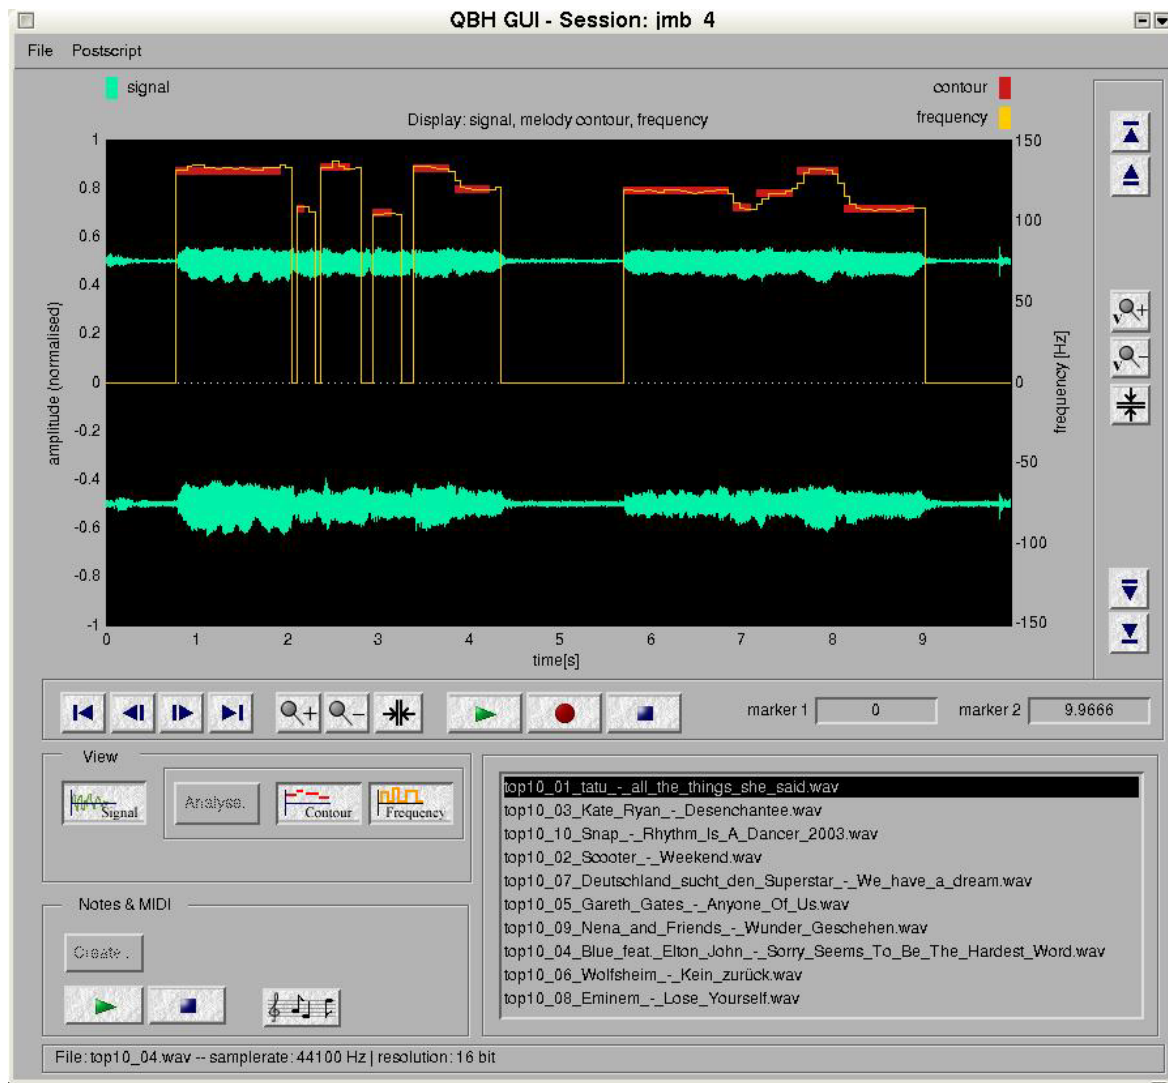 QBH GUI - Session: jmb 4
File Postscript
signal
contour
frequency
Display: signal, melody contour, frequency
1
0.8
0.6
0.4
0.2
0
-0.2
-0.4
-0.6
-0.8
-1
amplitude (normalised)
150
100
50
0
-50
-100
-150
frequency [Hz]
0 1 2 3 4 5 6 7 8 9
time[s]
V +
V -
+ - marker 1 0 marker 2 9.9666
View
Signal Analyse. Contour Frequency
Notes & MIDI
Create.
top10_01_tatu_-_all_the_things_she_said.wav
top10_03_Kate_Ryan_-_Desenchantee.wav
top10_10_Snap_-_Rhythm_Is_A_Dancer_2003.wav
top10_02_Scooter_-_Weekend.wav
top10_07_Deutschland_sucht_den_Superstar_-_We_have_a_dream.wav
top10_05_Gareth_Gates_-_Anyone_Of_Us.wav
top10_09_Nena_and_Friends_-_Wunder_Geschehen.wav
top10_04_Blue_feat._Elton_John_-_Sorry_Seems_To_Be_The_Hardest_Word.wav
top10_06_Wolfsheim_-_Kein_zurück.wav
top10_08_Eminem_-_Lose_Yourself.wav
File: top10_04.wav -- samplerate: 44100 Hz | resolution: 16 bit